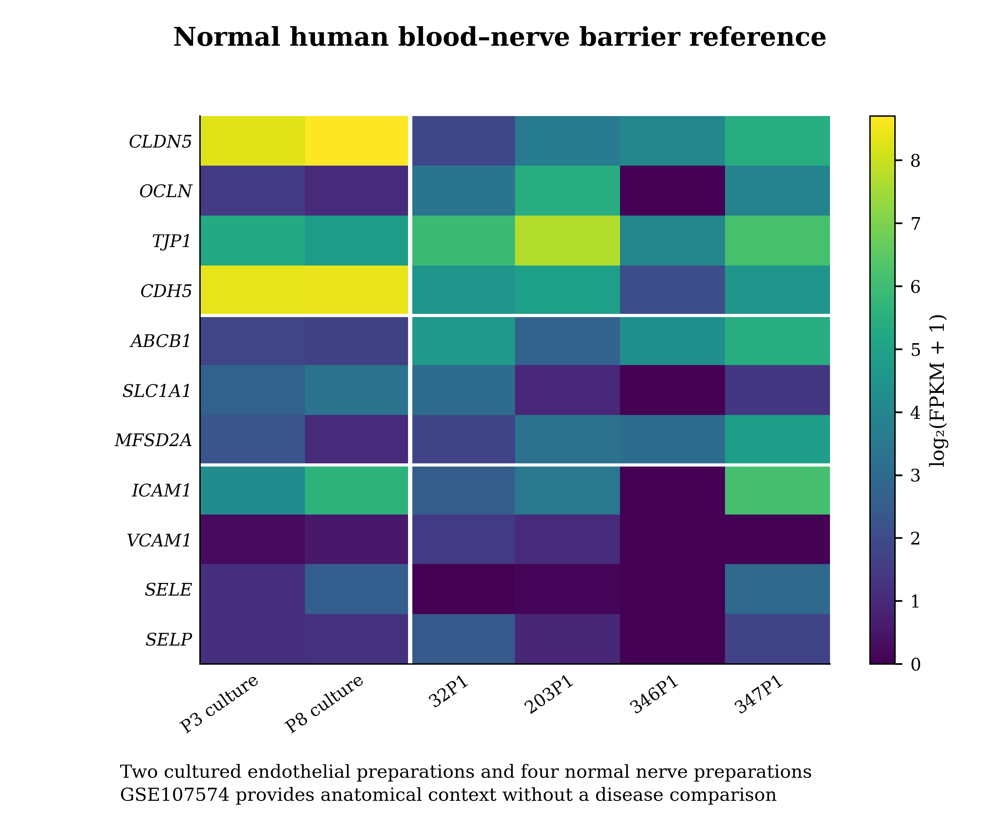 Normal human blood–nerve barrier reference
CLDN5
OCLN
TJP1
CDH5
ABCB1
SLC1A1
MFSD2A
ICAM1
VCAM1
SELE
SELP
P3 culture
P8 culture
32P1
203P1
346P1
347P1
8
7
6
5
4
3
2
1
0
log₂(FPKM + 1)
Two cultured endothelial preparations and four normal nerve preparations
GSE107574 provides anatomical context without a disease comparison